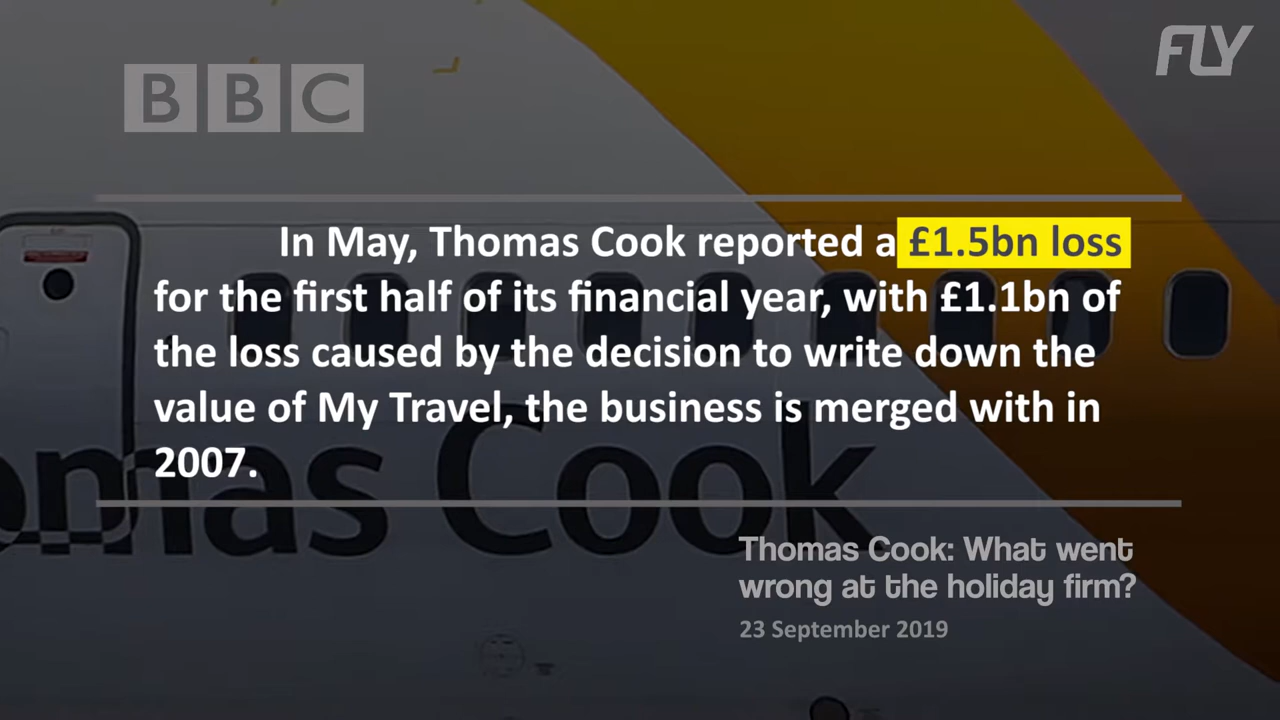 FLY
BBC
In May, Thomas Cook reported a £1.5bn loss
for the first half of its financial year, with £1.1bn of
the loss caused by the decision to write down the
value of My Travel, the business is merged with in
2007.
omas Cook
Thomas Cook: What went
wrong at the holiday firm?
23 September 2019